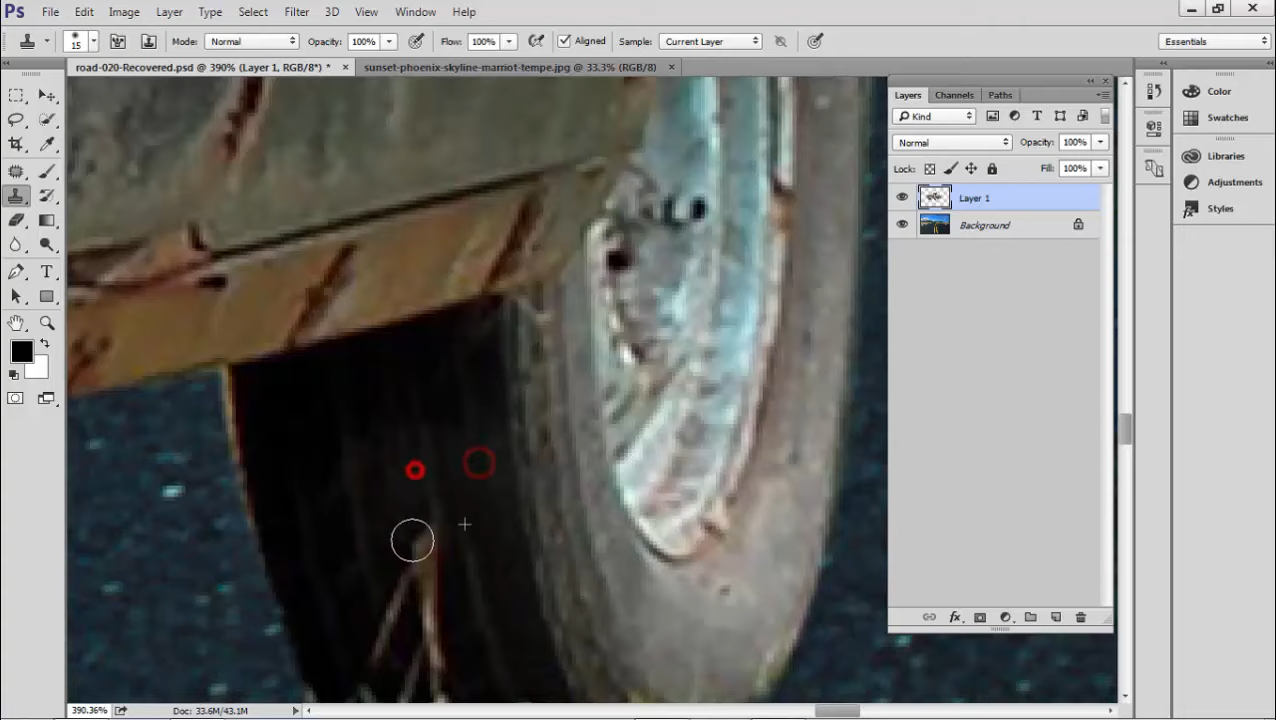 Ps File Edit Image Layer Type Select Filter 3D View Window Help
15 Mode: Normal Opacity: 100% Flow: 100% Aligned Sample: Current Layer Essentials
road-020-Recovered.psd @ 390% (Layer 1, RGB/8*) * × sunset-phoenix-skyline-marriot-tempe.jpg @ 33.3% (RGB/8) ×
Layers Channels Paths
Kind
Normal Opacity: 100%
Lock: Fill: 100%
Layer 1
Background
Color
Swatches
Libraries
Adjustments
Styles
390.36% Doc: 33.6M/43.1M